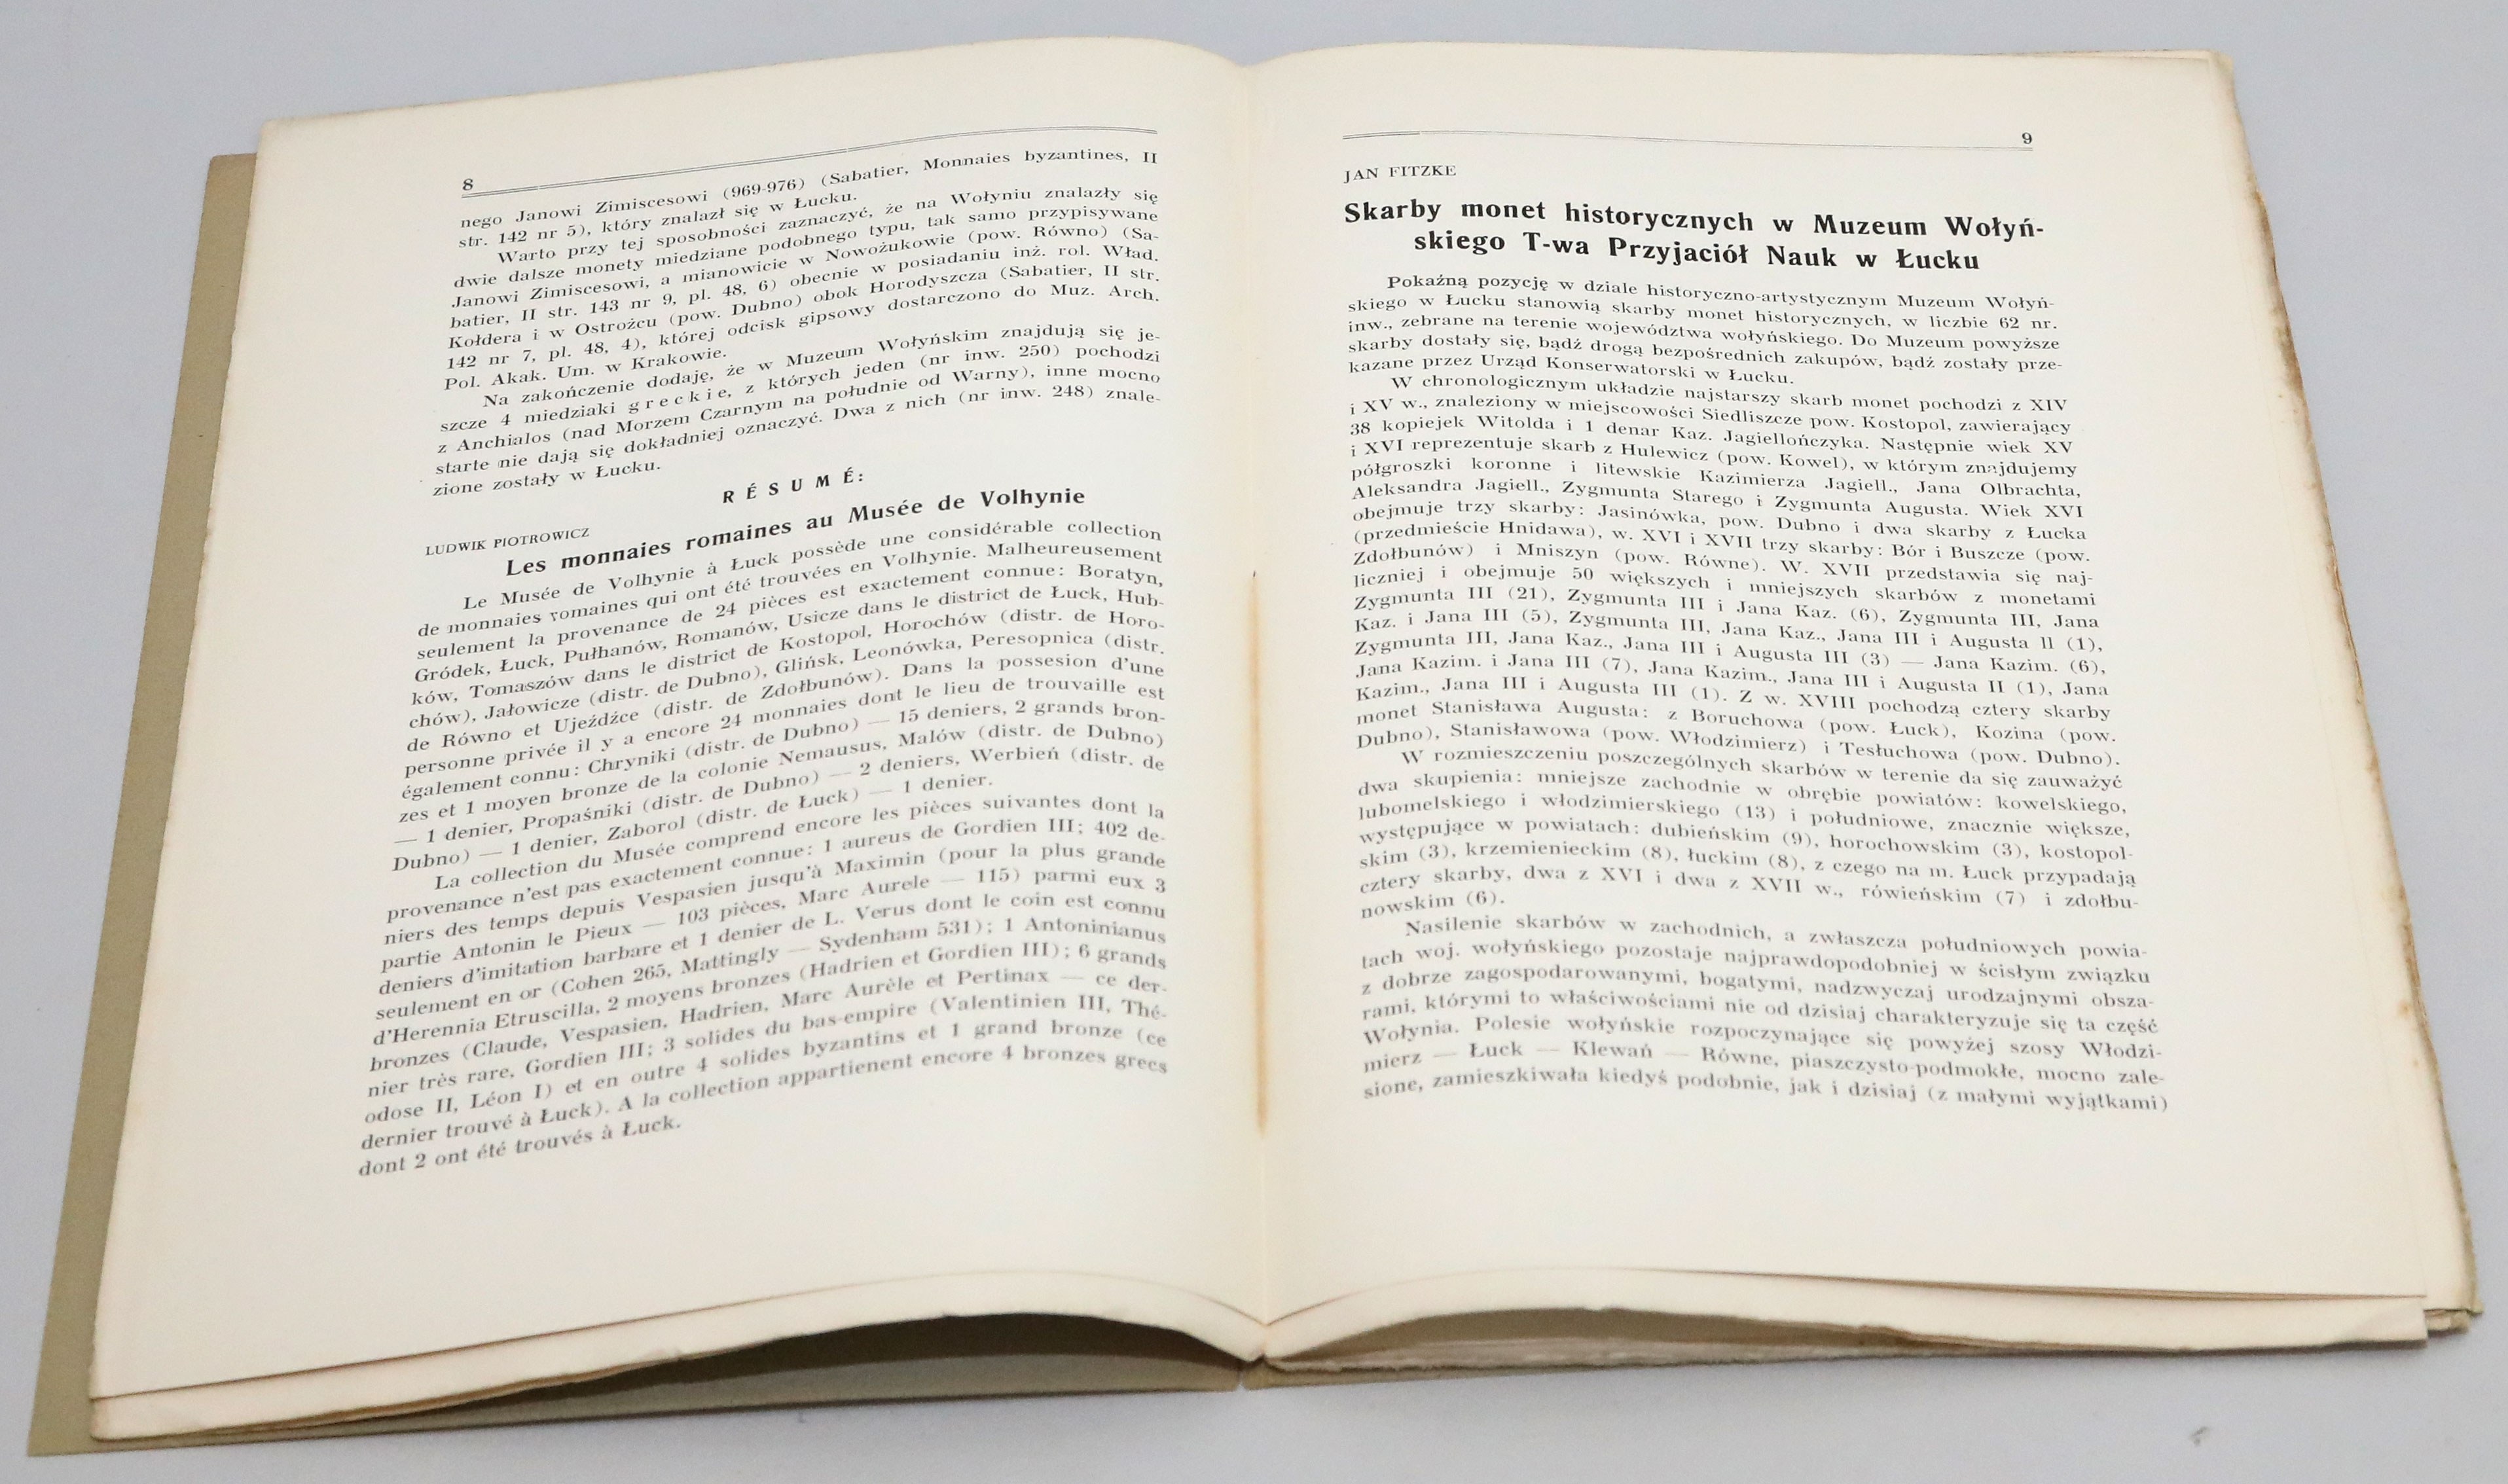 8
nego Janowi Zimiscesowi (969-976) (Sabatier, Monnaies byzantines, II
str. 142 nr 5), który znalazł się w Łucku.
Warto przy tej sposobności zaznaczyć, że na Wołyniu znalazły się
dwie dalsze monety miedziane podobnego typu, tak samo przypisywane
Janowi Zimiscesowi, a mianowicie w Nowożukowie (pow. Równo) (Sa-
batier, II str. 143 nr 9, pl. 48, 6) obecnie w posiadaniu inż. rol. Wład.
Kołdera i w Ostrożcu (pow. Dubno) obok Horodyszcza (Sabatier, II str.
142 nr 7, pl. 48, 4), której odcisk gipsowy dostarczono do Muz. Arch.
Pol. Akak. Um. w Krakowie.
Na zakończenie dodaję, że w Muzeum Wołyńskim znajdują się je-
szcze 4 miedziaki greckie, z których jeden (nr inw. 250) pochodzi
z Anchialos (nad Morzem Czarnym na południe od Warny), inne mocno
starte nie dają się dokładniej oznaczyć. Dwa z nich (nr inw. 248) znale-
zione zostały w Łucku.
RÉSUMÉ:
LUDWIK PIOTROWICZ
Les monnaies romaines au Musée de Volhynie
Le Musée de Volhynie à Łuck possède une considérable collection
de monnaies romaines qui ont été trouvées en Volhynie. Malheureusement
seulement la provenance de 24 pièces est exactement connue: Boratyn,
Gródek, Łuck, Pułhanów, Romanów, Usicze dans le district de Łuck, Hub-
ków, Tomaszów dans le district de Kostopol, Horochów (distr. de Horo-
chów), Jałowicze (distr. de Dubno), Glińsk, Leonówka, Peresopnica (distr.
de Równo et Ujeźdźce (distr. de Zdołbunów). Dans la possesion d'une
personne privée il y a encore 24 monnaies dont le lieu de trouvaille est
également connu: Chryniki (distr. de Dubno) — 15 deniers, 2 grands bron-
zes et 1 moyen bronze de la colonie Nemausus, Malów (distr. de Dubno)
— 1 denier, Propaśniki (distr. de Dubno) — 2 deniers, Werbień (distr. de
Dubno) — 1 denier, Zaborol (distr. de Łuck) — 1 denier.
La collection du Musée comprend encore les pièces suivantes dont la
provenance n'est pas exactement connue: 1 aureus de Gordien III; 402 de-
niers des temps depuis Vespasien jusqu'à Maximin (pour la plus grande
partie Antonin le Pieux — 103 pièces, Marc Aurele — 115) parmi eux 3
deniers d'imitation barbare et 1 denier de L. Verus dont le coin est connu
seulement en or (Cohen 265, Mattingly — Sydenham 531); 1 Antoninianus
d'Herennia Etruscilla, 2 moyens bronzes (Hadrien et Gordien III); 6 grands
bronzes (Claude, Vespasien, Hadrien, Marc Aurèle et Pertinax — ce der-
nier très rare, Gordien III; 3 solides du bas-empire (Valentinien III, Thé-
odose II, Léon I) et en outre 4 solides byzantins et 1 grand bronze (ce
dernier trouvé à Łuck). A la collection appartienent encore 4 bronzes grecs
dont 2 ont été trouvés à Łuck.
9
JAN FITZKE
Skarby monet historycznych w Muzeum Wołyń-
skiego T-wa Przyjaciół Nauk w Łucku
Pokaźną pozycję w dziale historyczno-artystycznym Muzeum Wołyń-
skiego w Łucku stanowią skarby monet historycznych, w liczbie 62 nr.
inw., zebrane na terenie województwa wołyńskiego. Do Muzeum powyższe
skarby dostały się, bądź drogą bezpośrednich zakupów, bądź zostały prze-
kazane przez Urząd Konserwatorski w Łucku.
W chronologicznym układzie najstarszy skarb monet pochodzi z XIV
i XV w., znaleziony w miejscowości Siedliszcze pow. Kostopol, zawierający
38 kopiejek Witolda i 1 denar Kaz. Jagiellończyka. Następnie wiek XV
i XVI reprezentuje skarb z Hulewicz (pow. Kowel), w którym znajdujemy
półgroszki koronne i litewskie Kazimierza Jagiell., Jana Olbrachta,
Aleksandra Jagiell., Zygmunta Starego i Zygmunta Augusta. Wiek XVI
obejmuje trzy skarby: Jasinówka, pow. Dubno i dwa skarby z Łucka
(przedmieście Hnidawa), w. XVI i XVII trzy skarby: Bór i Buszcze (pow.
Zdołbunów) i Mniszyn (pow. Równe). W. XVII przedstawia się naj-
liczniej i obejmuje 50 większych i mniejszych skarbów z monetami
Zygmunta III (21), Zygmunta III i Jana Kaz. (6), Zygmunta III, Jana
Kaz. i Jana III (5), Zygmunta III, Jana Kaz., Jana III i Augusta II (1),
Zygmunta III, Jana Kaz., Jana III i Augusta III (3) — Jana Kazim. (6),
Jana Kazim. i Jana III (7), Jana Kazim., Jana III i Augusta II (1), Jana
Kazim., Jana III i Augusta III (1). Z w. XVIII pochodzą cztery skarby
monet Stanisława Augusta: z Boruchowa (pow. Łuck), Kozina (pow.
Dubno), Stanisławowa (pow. Włodzimierz) i Tesłuchowa (pow. Dubno).
W rozmieszczeniu poszczególnych skarbów w terenie da się zauważyć
dwa skupienia: mniejsze zachodnie w obrębie powiatów: kowelskiego,
lubomelskiego i włodzimierskiego (13) i południowe, znacznie większe,
występujące w powiatach: dubieńskim (9), horochowskim (3), kostopol-
skim (3), krzemienieckim (8), łuckim (8), z czego na m. Łuck przypadają
cztery skarby, dwa z XVI i dwa z XVII w., rówieńskim (7) i zdołbu-
nowskim (6).
Nasilenie skarbów w zachodnich, a zwłaszcza południowych powia-
tach woj. wołyńskiego pozostaje najprawdopodobniej w ścisłym związku
z dobrze zagospodarowanymi, bogatymi, nadzwyczaj urodzajnymi obsza-
rami, którymi to właściwościami nie od dzisiaj charakteryzuje się ta część
Wołynia. Polesie wołyńskie rozpoczynające się powyżej szosy Włodzi-
mierz — Łuck — Klewań — Równe, piaszczysto-podmokłe, mocno zale-
sione, zamieszkiwała kiedyś podobnie, jak i dzisiaj (z małymi wyjątkami)